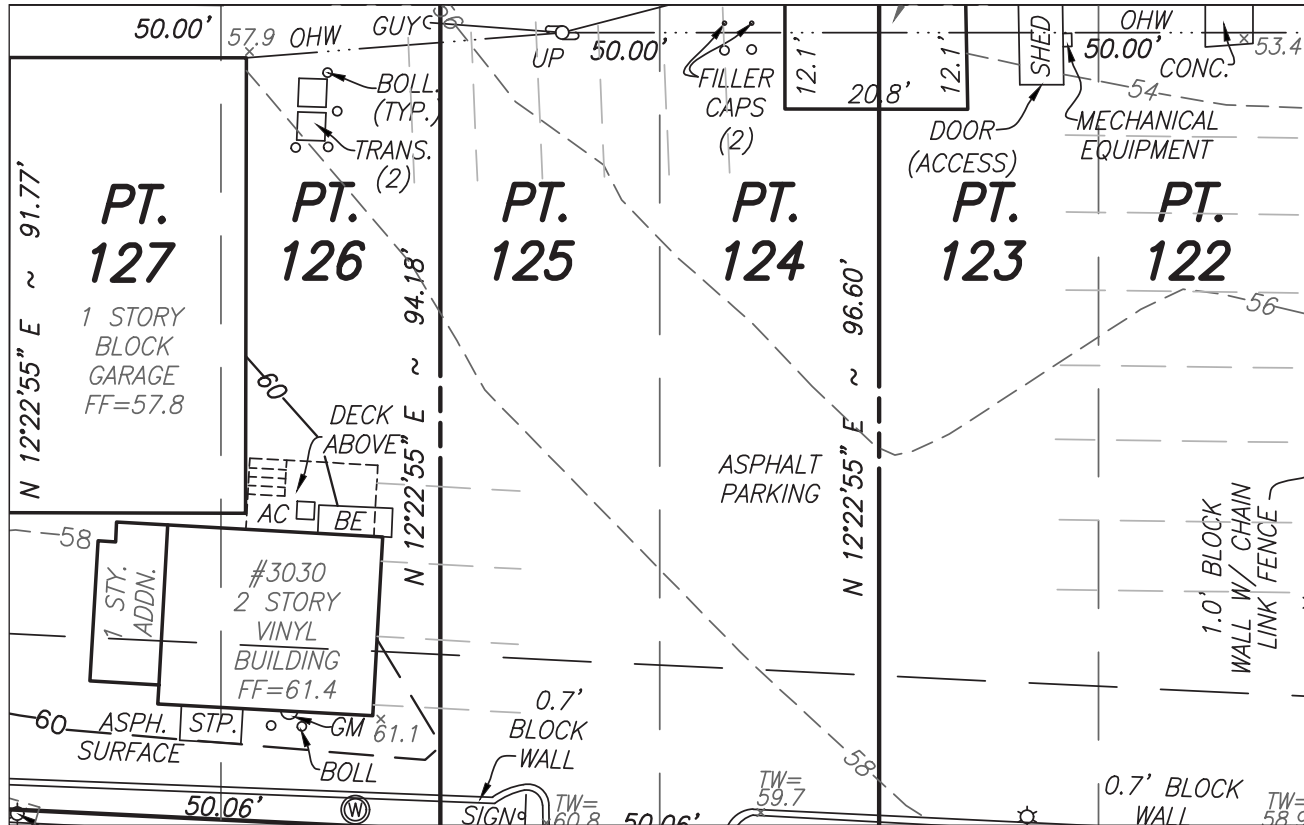 50.00'
57.9
OHW
GUY
UP
50.00'
12.1'
20.8'
12.1'
SHED
OHW
50.00'
53.4
CONC.
BOLL.
(TYP.)
TRANS.
(2)
FILLER
CAPS
(2)
DOOR
(ACCESS)
54
MECHANICAL
EQUIPMENT
PT.
127
PT.
126
PT.
125
PT.
124
PT.
123
PT.
122
N 12°22'55" E ~ 91.77'
N 12°22'55" E ~ 94.18'
N 12°22'55" E ~ 96.60'
56
1 STORY
BLOCK
GARAGE
FF=57.8
60
DECK
ABOVE
AC
BE
ASPHALT
PARKING
1.0' BLOCK
WALL W/ CHAIN
LINK FENCE
58
1 STY.
ADDN.
#3030
2 STORY
VINYL
BUILDING
FF=61.4
60
ASPH.
SURFACE
STP.
GM
61.1
BOLL
0.7'
BLOCK
WALL
58
TW=
59.7
0.7' BLOCK
WALL
50.06'
W
SIGN
TW=
60.8
50.06'
TW=
58.9